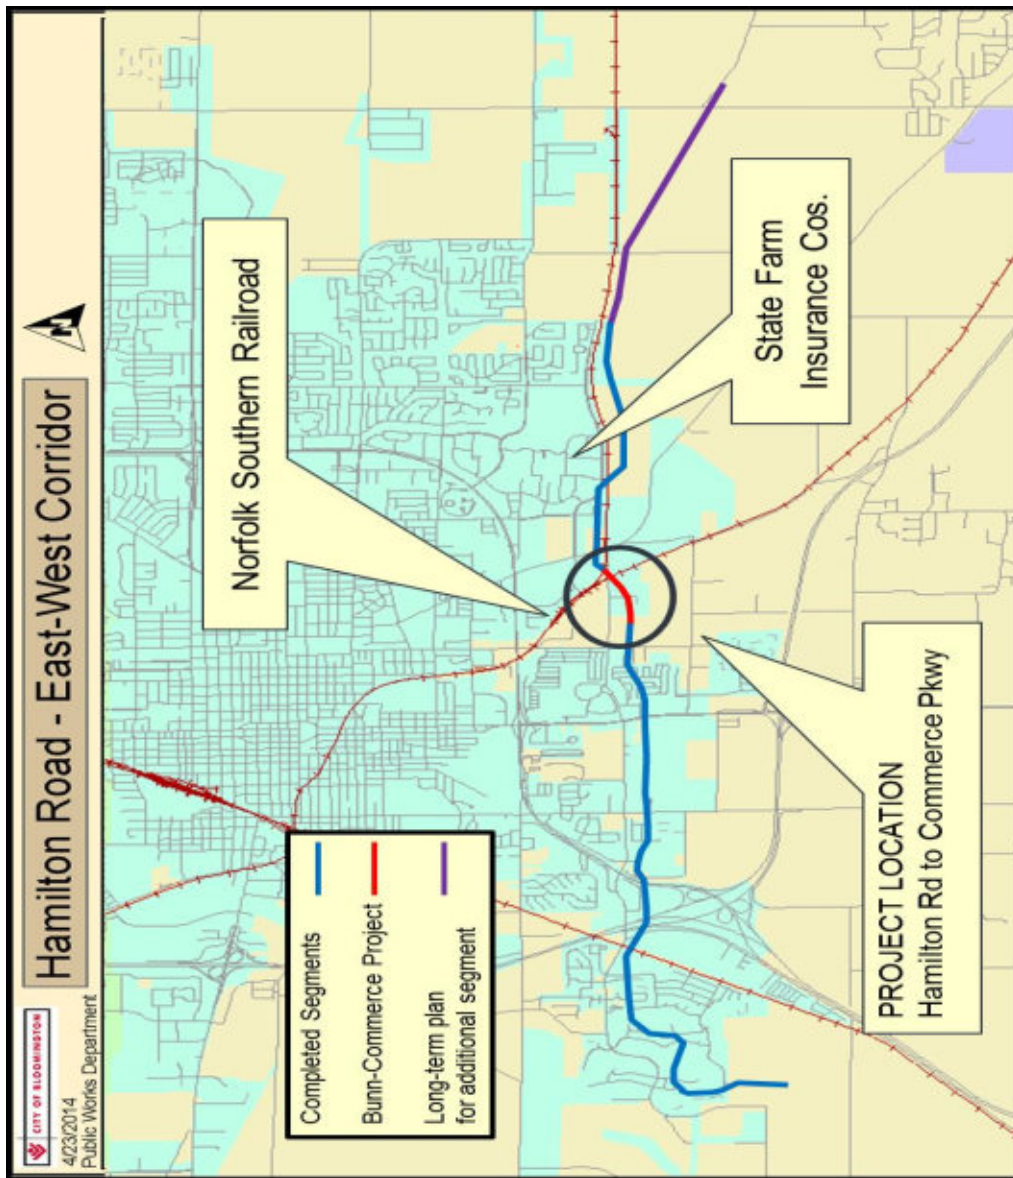 Hamilton Road - East-West Corridor
N
CITY OF BLOOMINGTON
4/23/2014
Public Works Department
Norfolk Southern Railroad
Completed Segments
Bunn-Commerce Project
Long-term plan
for additional segment
State Farm
Insurance Cos.
PROJECT LOCATION
Hamilton Rd to Commerce Pkwy